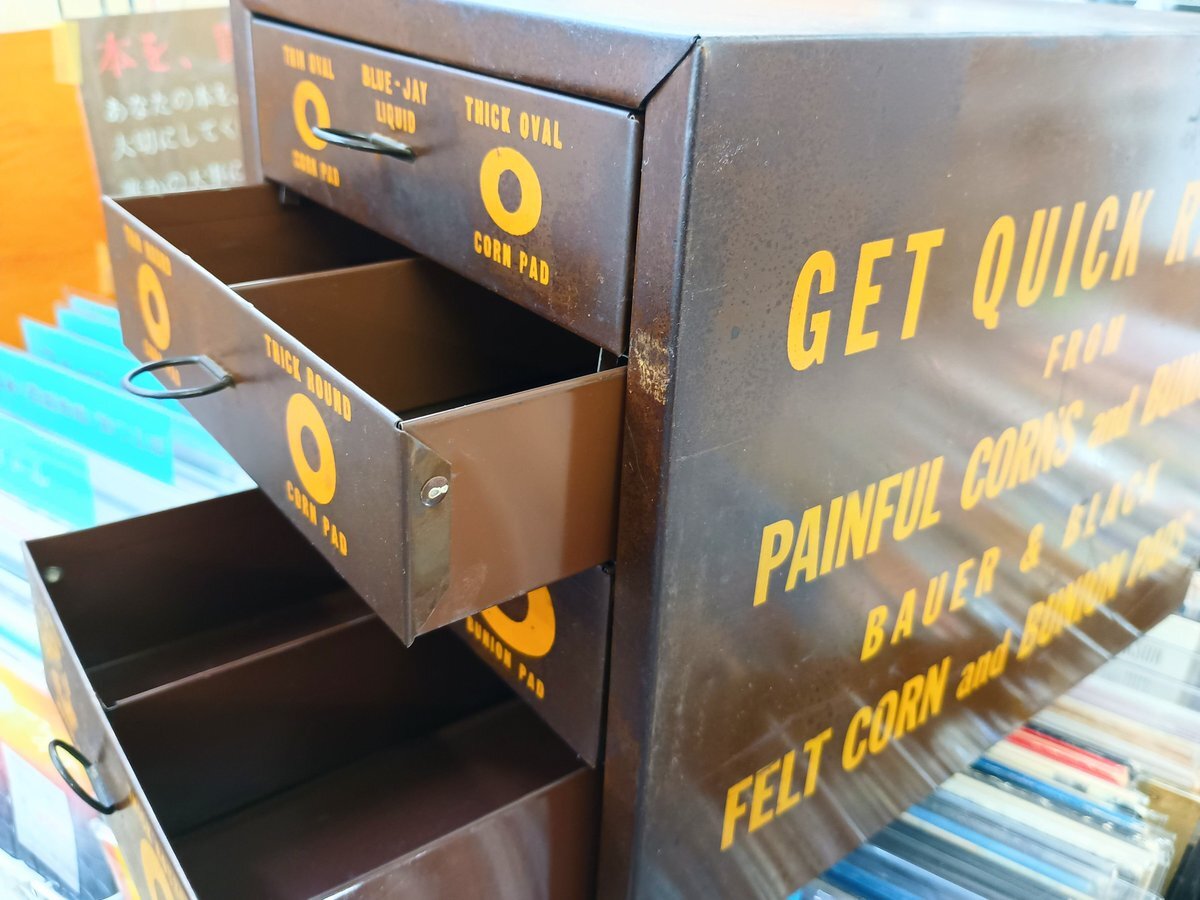 本を、
あなたの本を、
大切にしてく
THIN OVAL
CORN PAD
BLUE-JAY
LIQUID
THICK OVAL
CORN PAD
THICK ROUND
CORN PAD
BUNION PAD
GET QUICK R
FROM
PAINFUL CORNS and BUN
BAUER & BLACK
FELT CORN and BUNION PADS